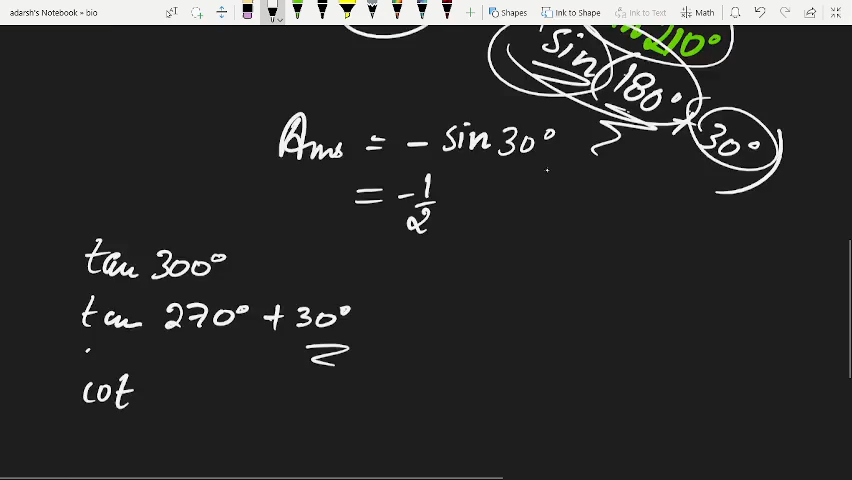 adarsh's Notebook » bio
Shapes Ink to Shape Ink to Text Math
210°
sin 180° + 30°
Ans = - sin 30°
= -1/2
tan 300°
tan 270° + 30°
cot